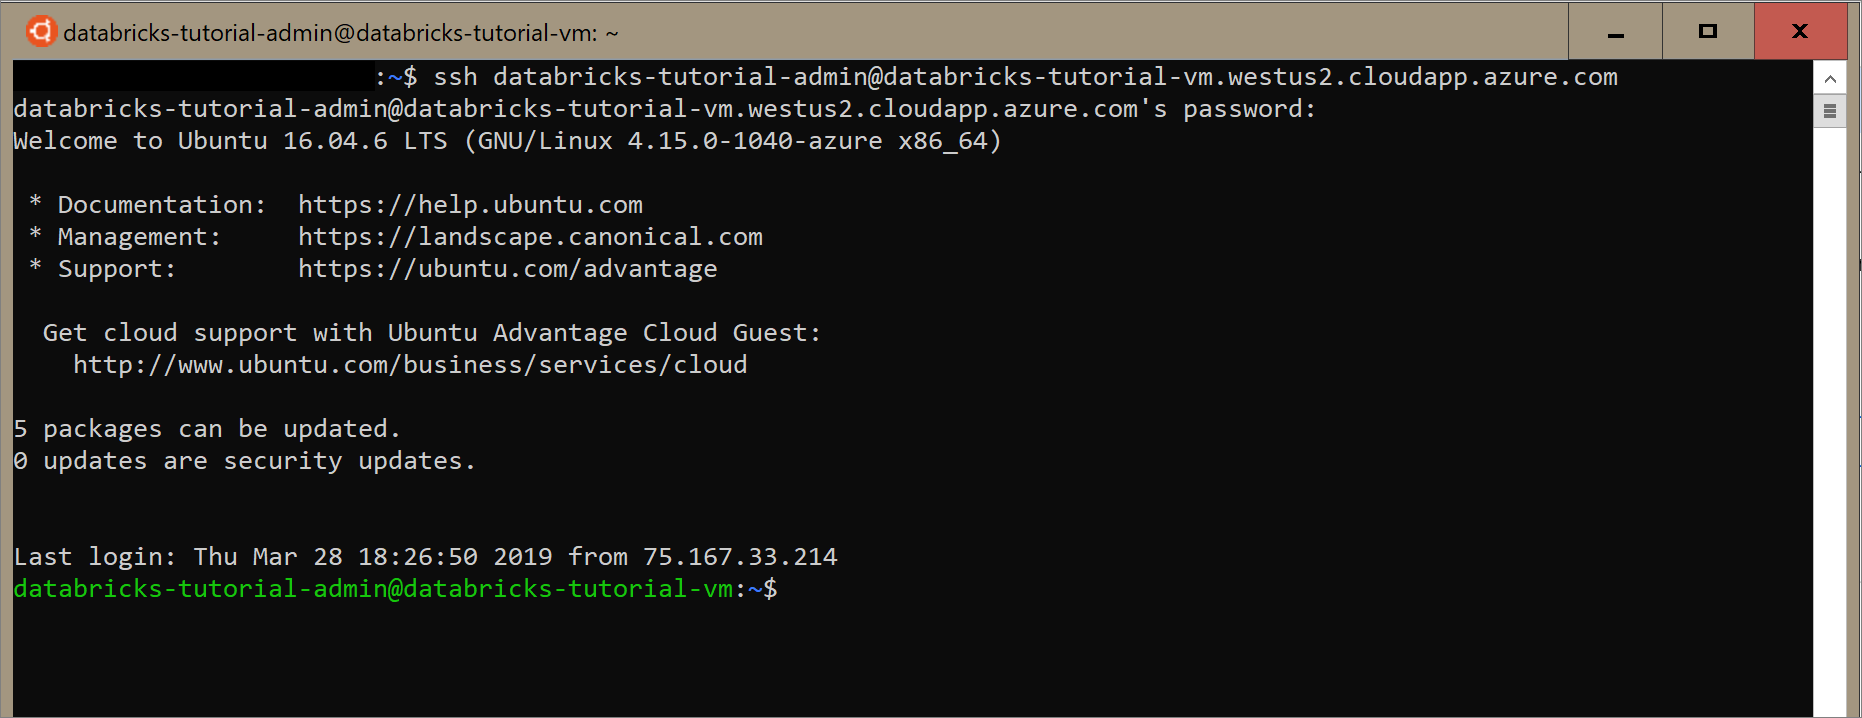 databricks-tutorial-admin@databricks-tutorial-vm: ~
:~$ ssh databricks-tutorial-admin@databricks-tutorial-vm.westus2.cloudapp.azure.com
databricks-tutorial-admin@databricks-tutorial-vm.westus2.cloudapp.azure.com's password:
Welcome to Ubuntu 16.04.6 LTS (GNU/Linux 4.15.0-1040-azure x86_64)
* Documentation:  https://help.ubuntu.com
* Management:     https://landscape.canonical.com
* Support:        https://ubuntu.com/advantage
Get cloud support with Ubuntu Advantage Cloud Guest:
http://www.ubuntu.com/business/services/cloud
5 packages can be updated.
0 updates are security updates.
Last login: Thu Mar 28 18:26:50 2019 from 75.167.33.214
databricks-tutorial-admin@databricks-tutorial-vm:~$